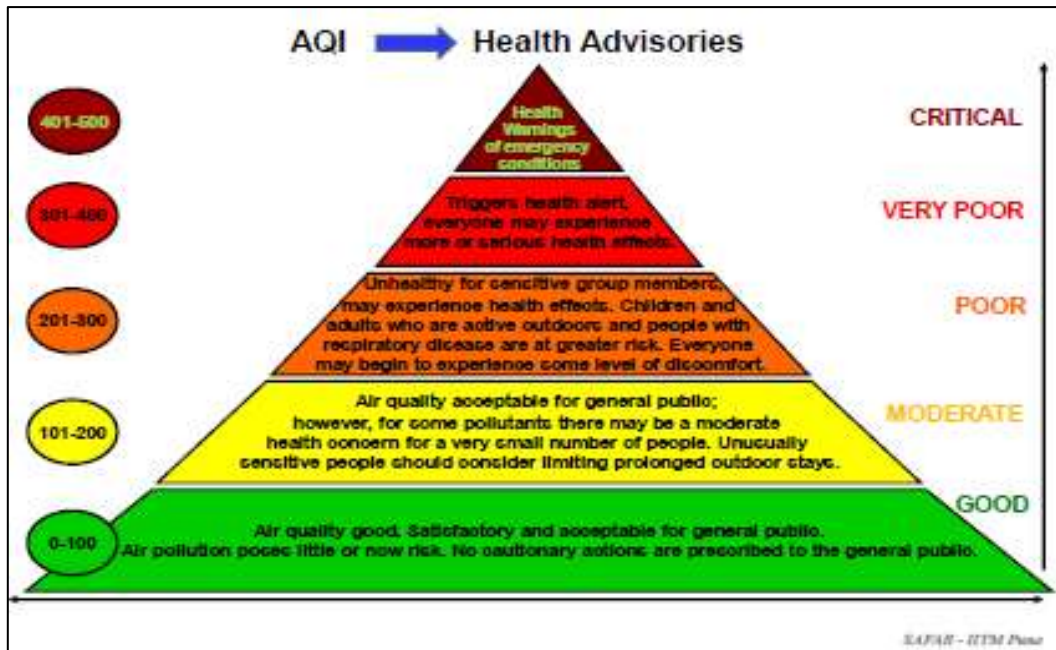 AQI Health Advisories
401-500
Health
Warnings
of emergency
conditions
CRITICAL
301-400
Triggers health alert,
everyone may experience
more or serious health effects.
VERY POOR
201-300
Unhealthy for sensitive group members,
may experience health effects. Children and
adults who are active outdoors and people with
respiratory disease are at greater risk. Everyone
may begin to experience some level of discomfort.
POOR
101-200
Air quality acceptable for general public;
however, for some pollutants there may be a moderate
health concern for a very small number of people. Unusually
sensitive people should consider limiting prolonged outdoor stays.
MODERATE
0-100
Air quality good. Satisfactory and acceptable for general public.
Air pollution poses little or now risk. No cautionary actions are prescribed to the general public.
GOOD
SAFAR - IITM Pune